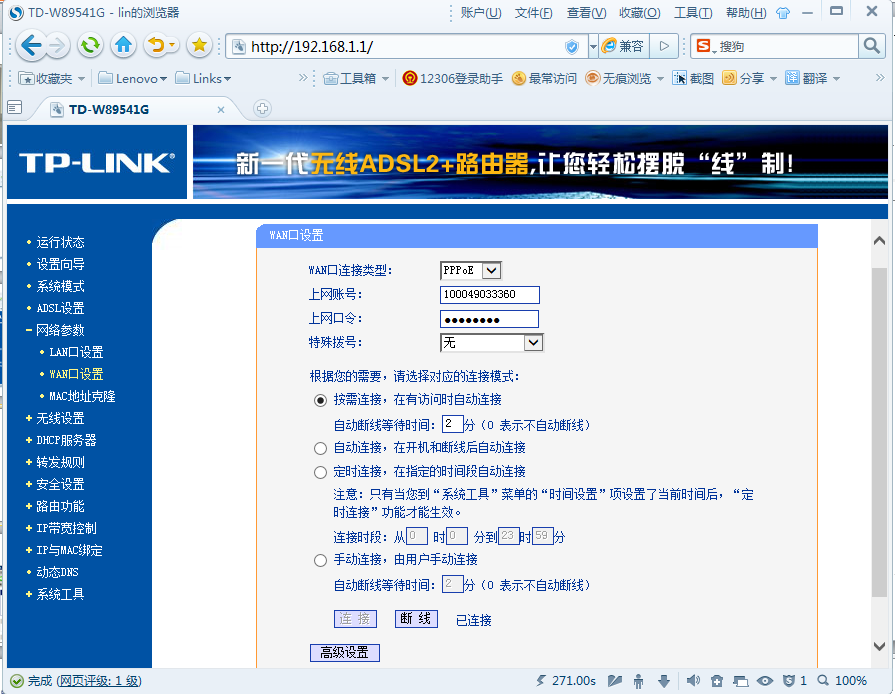 TD-W89541G - lin的浏览器
账户(U) 文件(F) 查看(V) 收藏(O) 工具(T) 帮助(H)
http://192.168.1.1/
兼容
搜狗
收藏夹 Lenovo Links
工具箱 12306登录助手 最常访问 无痕浏览 截图 分享 翻译
TD-W89541G
TP-LINK®
新一代无线ADSL2+路由器,让您轻松摆脱“线”制!
运行状态
设置向导
系统模式
ADSL设置
网络参数
LAN口设置
WAN口设置
MAC地址克隆
无线设置
DHCP服务器
转发规则
安全设置
路由功能
IP带宽控制
IP与MAC绑定
动态DNS
系统工具
WAN口设置
WAN口连接类型: PPPoE
上网账号: 100049033360
上网口令: ●●●●●●●●
特殊拨号: 无
根据您的需要，请选择对应的连接模式:
按需连接，在有访问时自动连接
自动断线等待时间: 2 分（0 表示不自动断线）
自动连接，在开机和断线后自动连接
定时连接，在指定的时间段自动连接
注意: 只有当您到“系统工具”菜单的“时间设置”项设置了当前时间后，“定
时连接”功能才能生效。
连接时段: 从 0 时 0 分到 23 时 59 分
手动连接，由用户手动连接
自动断线等待时间: 2 分（0 表示不自动断线）
连 接 断 线 已连接
高级设置
完成 (网页评级: 1 级)
271.00s 1 100%